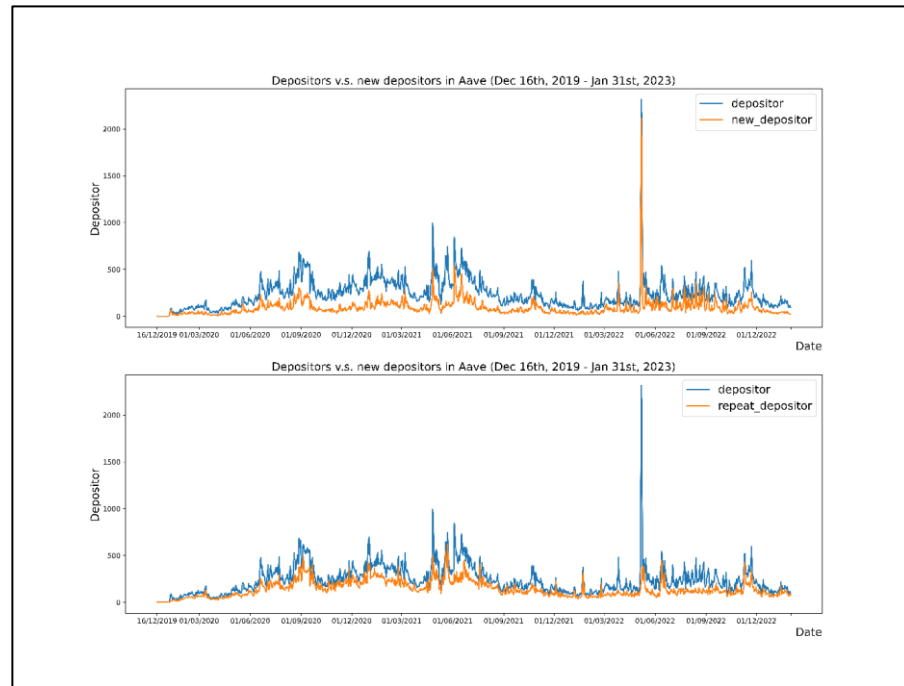 Depositors v.s. new depositors in Aave (Dec 16th, 2019 - Jan 31st, 2023)
depositor
new_depositor
2000
1500
1000
500
0
Depositor
16/12/2019 01/03/2020 01/06/2020 01/09/2020 01/12/2020 01/03/2021 01/06/2021 01/09/2021 01/12/2021 01/03/2022 01/06/2022 01/09/2022 01/12/2022
Date
Depositors v.s. new depositors in Aave (Dec 16th, 2019 - Jan 31st, 2023)
depositor
repeat_depositor
2000
1500
1000
500
0
Depositor
16/12/2019 01/03/2020 01/06/2020 01/09/2020 01/12/2020 01/03/2021 01/06/2021 01/09/2021 01/12/2021 01/03/2022 01/06/2022 01/09/2022 01/12/2022
Date